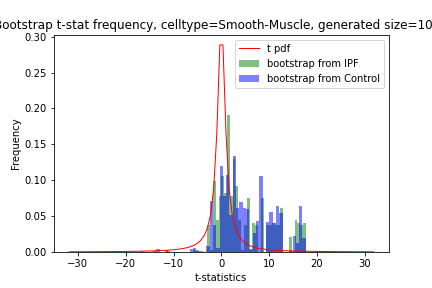 Bootstrap t-stat frequency, celltype=Smooth-Muscle, generated size=10
t pdf
bootstrap from IPF
bootstrap from Control
0.30
0.25
0.20
0.15
0.10
0.05
0.00
Frequency
−30 −20 −10 0 10 20 30
t-statistics